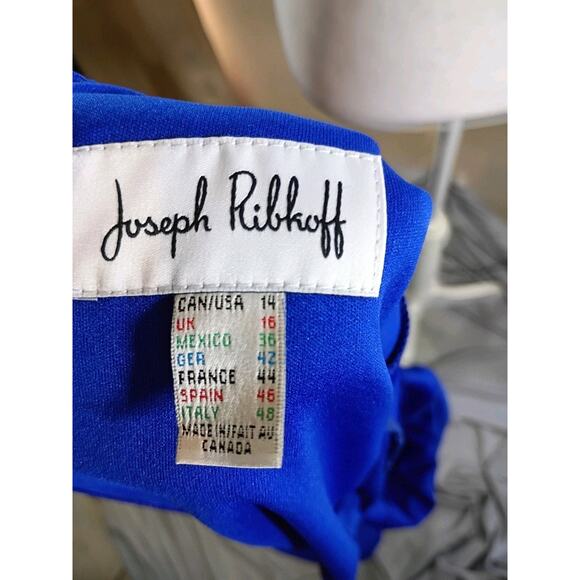 Joseph Ribkoff
CAN/USA 14
UK 16
MEXICO 36
GER 42
FRANCE 44
SPAIN 46
ITALY 48
MADE IN/FAIT AU
CANADA